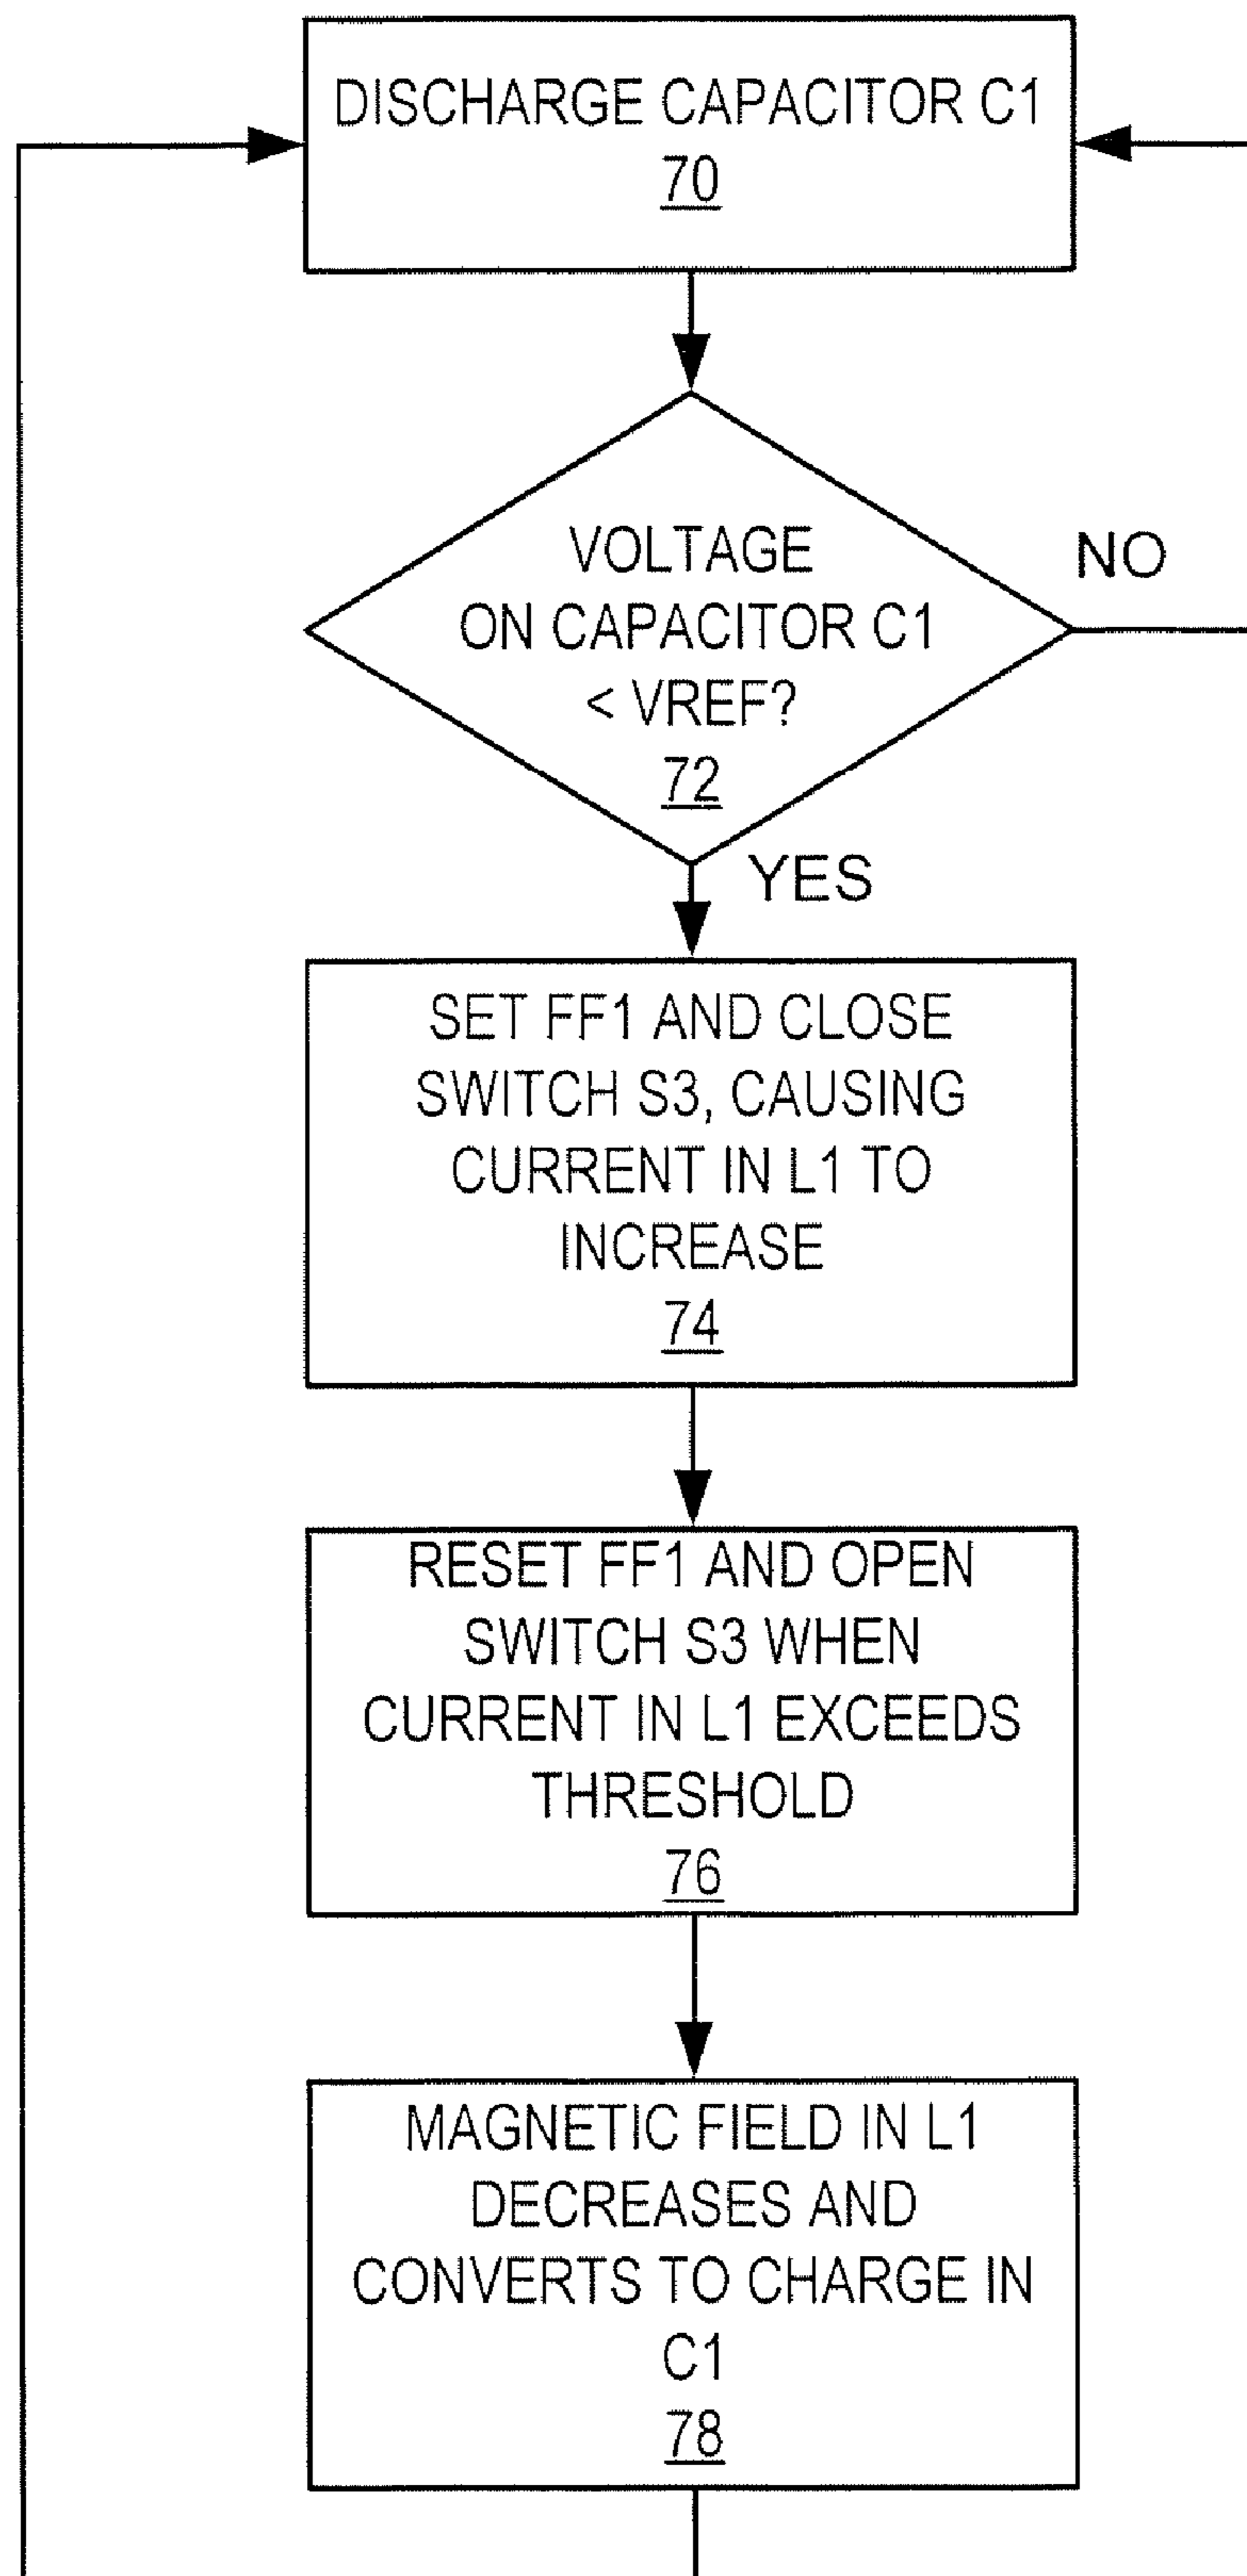 DISCHARGE CAPACITOR C1
70
VOLTAGE
ON CAPACITOR C1
< VREF?
72
NO
YES
SET FF1 AND CLOSE
SWITCH S3, CAUSING
CURRENT IN L1 TO
INCREASE
74
RESET FF1 AND OPEN
SWITCH S3 WHEN
CURRENT IN L1 EXCEEDS
THRESHOLD
76
MAGNETIC FIELD IN L1
DECREASES AND
CONVERTS TO CHARGE IN
C1
78